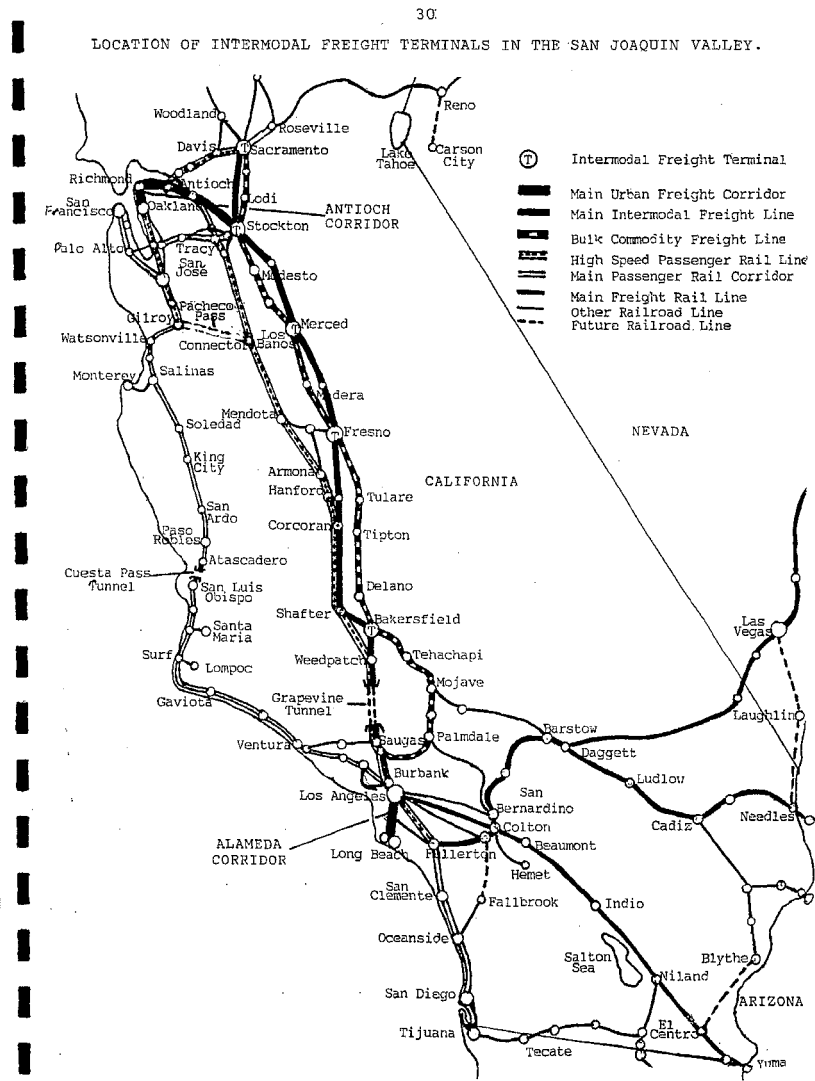 30.
LOCATION OF INTERMODAL FREIGHT TERMINALS IN THE SAN JOAQUIN VALLEY.
Reno
Woodland
Roseville
Davis
Sacramento
Lake
Tahoe
Carson
City
T Intermodal Freight Terminal
Main Urban Freight Corridor
Main Intermodal Freight Line
Bulk Commodity Freight Line
High Speed Passenger Rail Line
Main Passenger Rail Corridor
Main Freight Rail Line
Other Railroad Line
Future Railroad Line
Richmond
Antioch
Lodi
San
Francisco
Oakland
ANTIOCH
CORRIDOR
Stockton
Palo Alto
Tracy
San
José
Modesto
Pacheco
Pass
Gilroy
Merced
Los
Banos
Connector
Watsonville
Monterey
Salinas
Madera
Mendota
Soledad
Fresno
NEVADA
King
City
Armona
Hanford
CALIFORNIA
Tulare
San
Ardo
Corcoran
Paso
Robles
Tipton
Atascadero
Cuesta Pass
Tunnel
San Luis
Obispo
Delano
Shafter
Bakersfield
Santa
Maria
Las
Vegas
Surf
Lompoc
Weedpatch
Tehachapi
Gaviota
Grapevine
Tunnel
Mojave
Laughlin
Ventura
Saugas
Palmdale
Barstow
Daggett
Burbank
Ludlow
Los Angeles
San
Bernardino
Colton
Cadiz
Needles
ALAMEDA
CORRIDOR
Long Beach
Fullerton
Beaumont
Hemet
San
Clemente
Fallbrook
Indio
Oceanside
Salton
Sea
Blythe
Niland
San Diego
ARIZONA
El
Centro
Tijuana
Tecate
Yuma